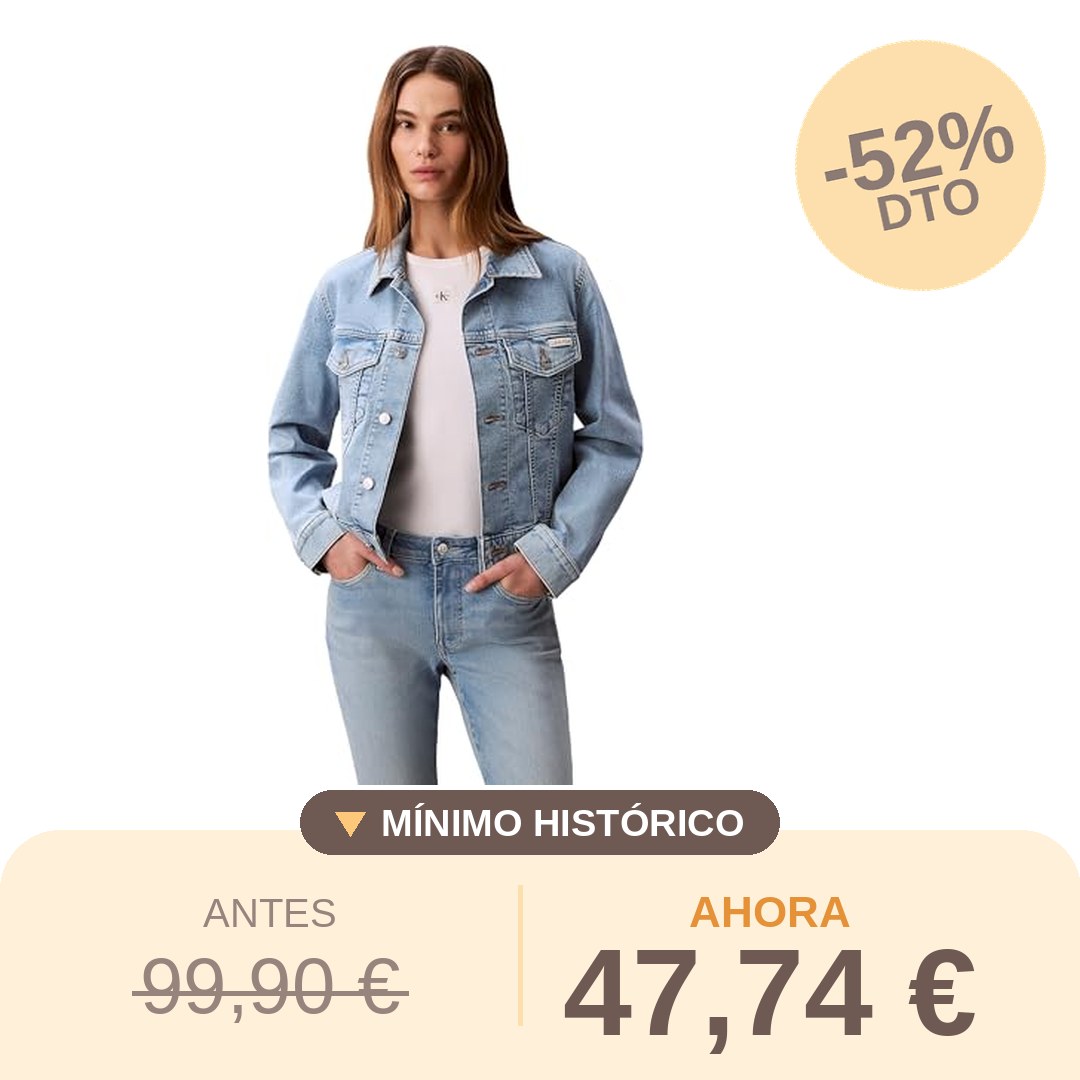 -52%
DTO
MÍNIMO HISTÓRICO
ANTES
99,90 €
AHORA
47,74 €